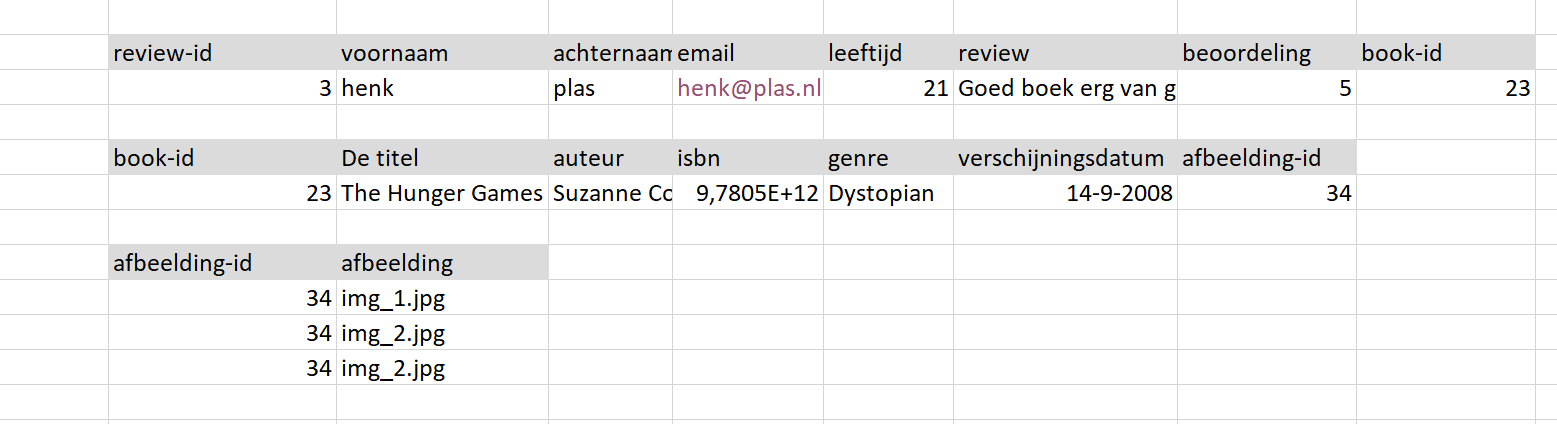 review-id voornaam achternaam email leeftijd review beoordeling book-id
3 henk plas henk@plas.nl 21 Goed boek erg van g 5 23
book-id De titel auteur isbn genre verschijningsdatum afbeelding-id
23 The Hunger Games Suzanne Co 9,7805E+12 Dystopian 14-9-2008 34
afbeelding-id afbeelding
34 img_1.jpg
34 img_2.jpg
34 img_2.jpg